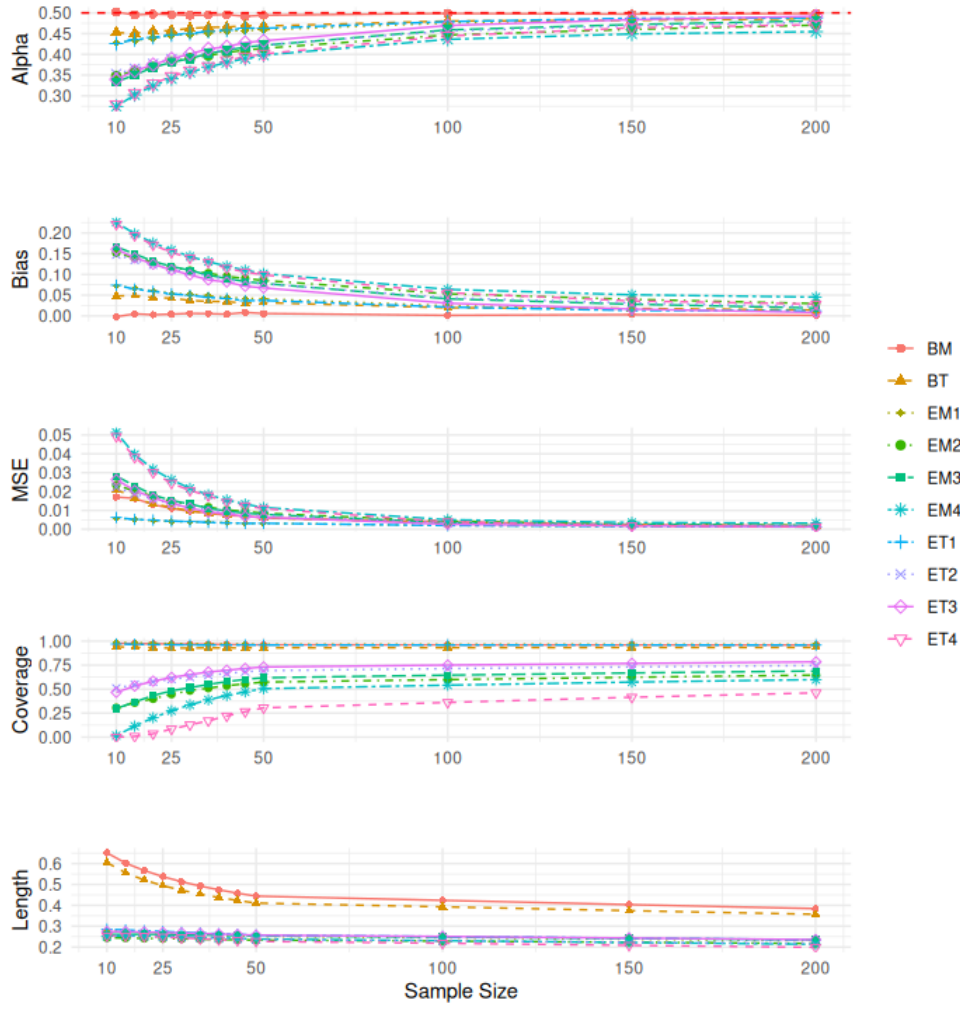 Alpha
0.50
0.45
0.40
0.35
0.30
10 25 50 100 150 200
Bias
0.20
0.15
0.10
0.05
0.00
10 25 50 100 150 200
MSE
0.05
0.04
0.03
0.02
0.01
0.00
10 25 50 100 150 200
Coverage
1.00
0.75
0.50
0.25
0.00
10 25 50 100 150 200
Length
0.6
0.5
0.4
0.3
0.2
10 25 50 100 150 200
Sample Size
BM
BT
EM1
EM2
EM3
EM4
ET1
ET2
ET3
ET4